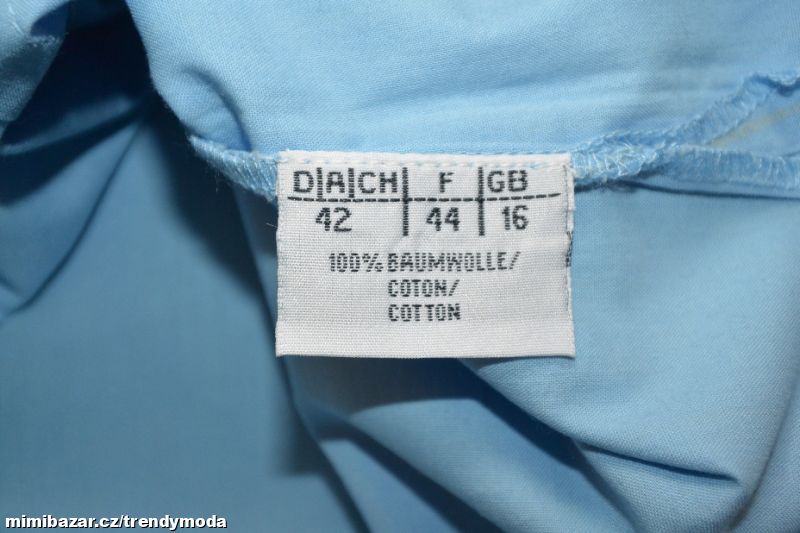 D|A|CH| F |GB
42 | 44 | 16
100% BAUMWOLLE/
COTON/
COTTON
mimibazar.cz/trendymoda